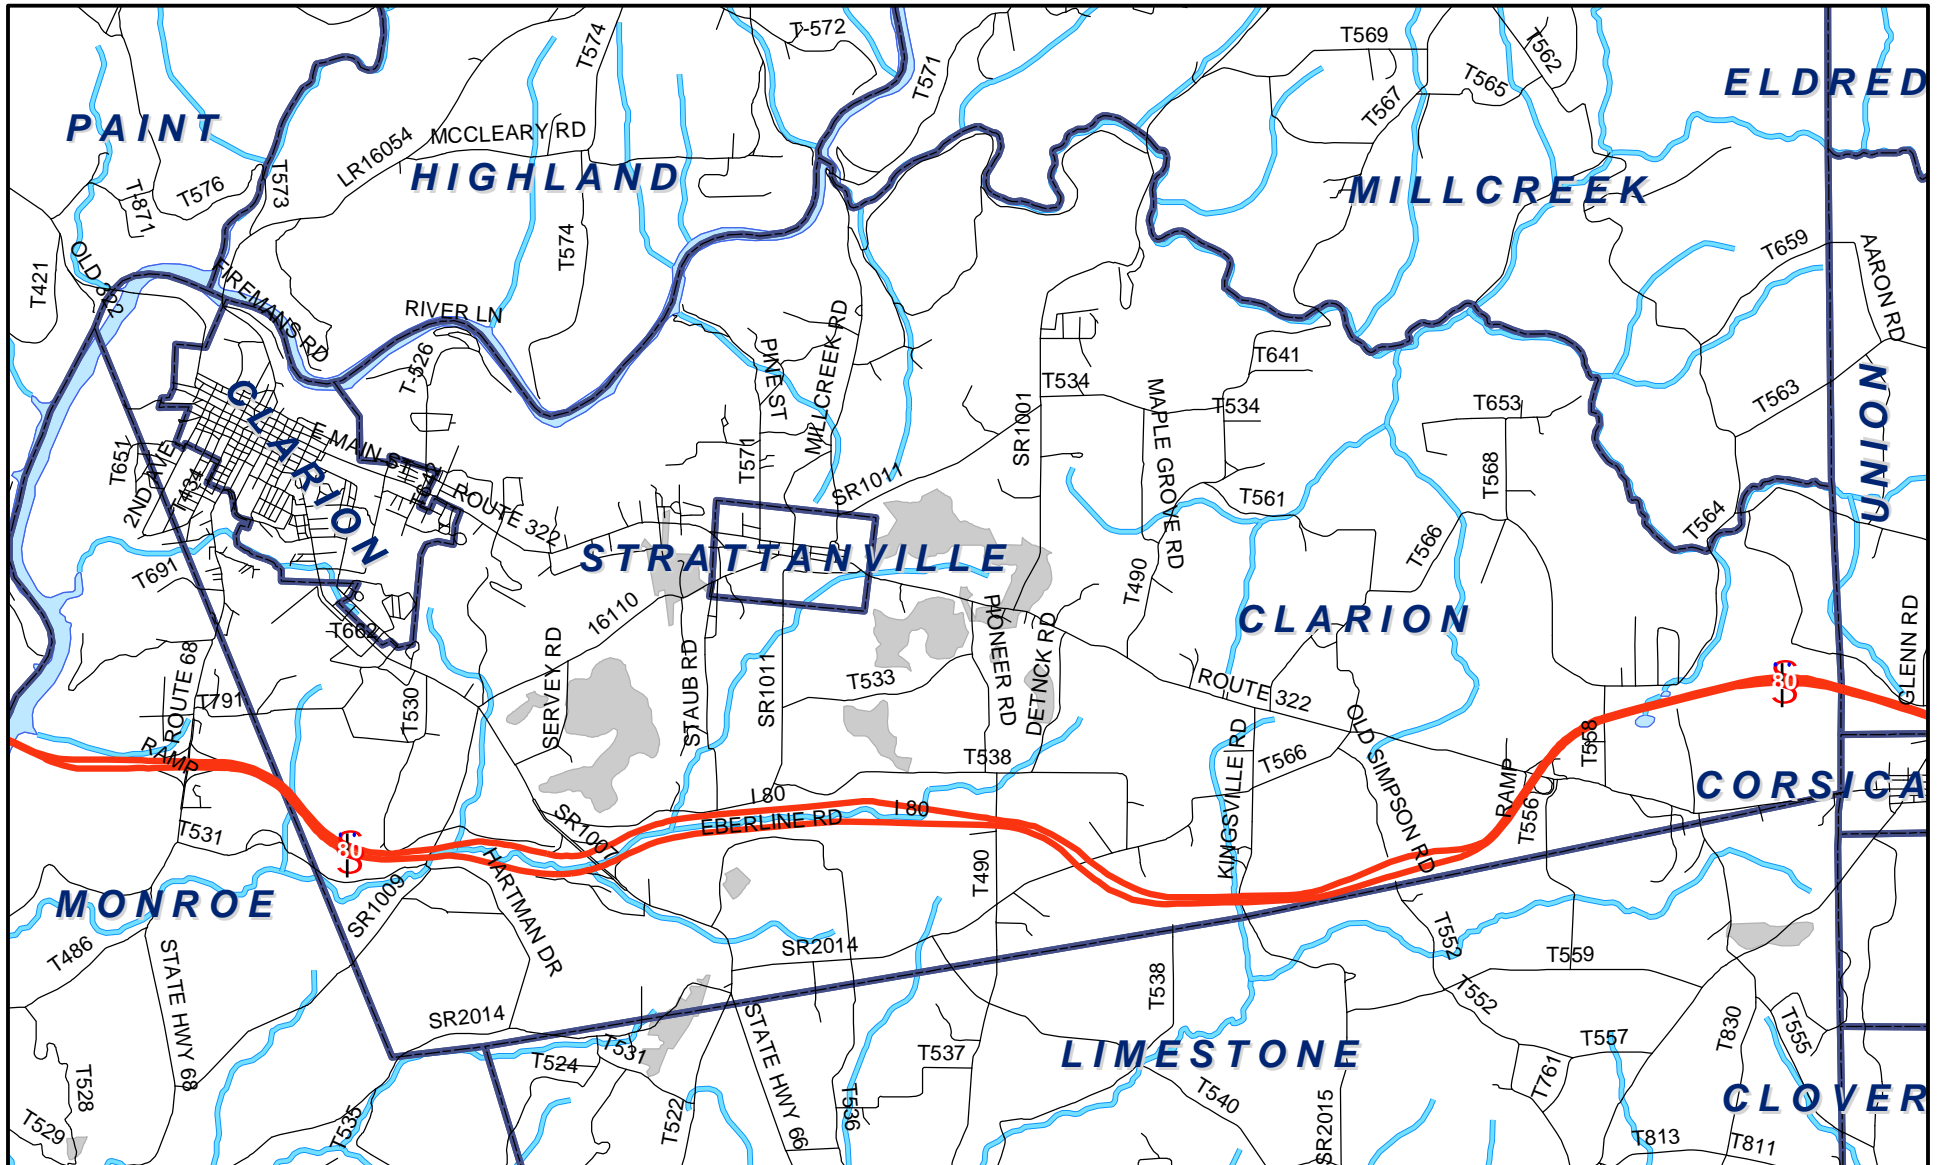 T-572
T574
T571
T569
T562
T565
T567
ELDRED
PAINT
MCCLEARY RD
LR16054
HIGHLAND
T573
T576
T-871
MILLCREEK
T574
T421
OLD 322
FIREMANS RD
RIVER LN
T659
AARON RD
T-526
PINE ST
MILLCREEK RD
T641
T534
T534
MAPLE GROVE RD
SR1001
T653
T563
UNION
CLARION
E MAIN ST
T651
2ND AVE
T434
T642
ROUTE 322
T571
SR1011
T561
T568
T564
T566
STRATTANVILLE
T691
T490
16110
T662
SERVEY RD
STAUB RD
SR1011
PIONEER RD
DETNCK RD
CLARION
GLENN RD
ROUTE 68
T791
T530
T533
ROUTE 322
80
RAMP
T538
KINGSVILLE RD
T566
OLD SIMPSON RD
RAMP
T558
T556
CORSICA
I 80
I 80
EBERLINE RD
SR1007
T531
80
HARTMAN DR
T490
MONROE
SR1009
T486
STATE HWY 68
SR2014
T552
T559
T538
T552
SR2014
T531
T524
STATE HWY 66
T537
LIMESTONE
T557
T830
T555
T528
T529
T535
T522
T536
T540
SR2015
T761
CLOVER
T813
T811